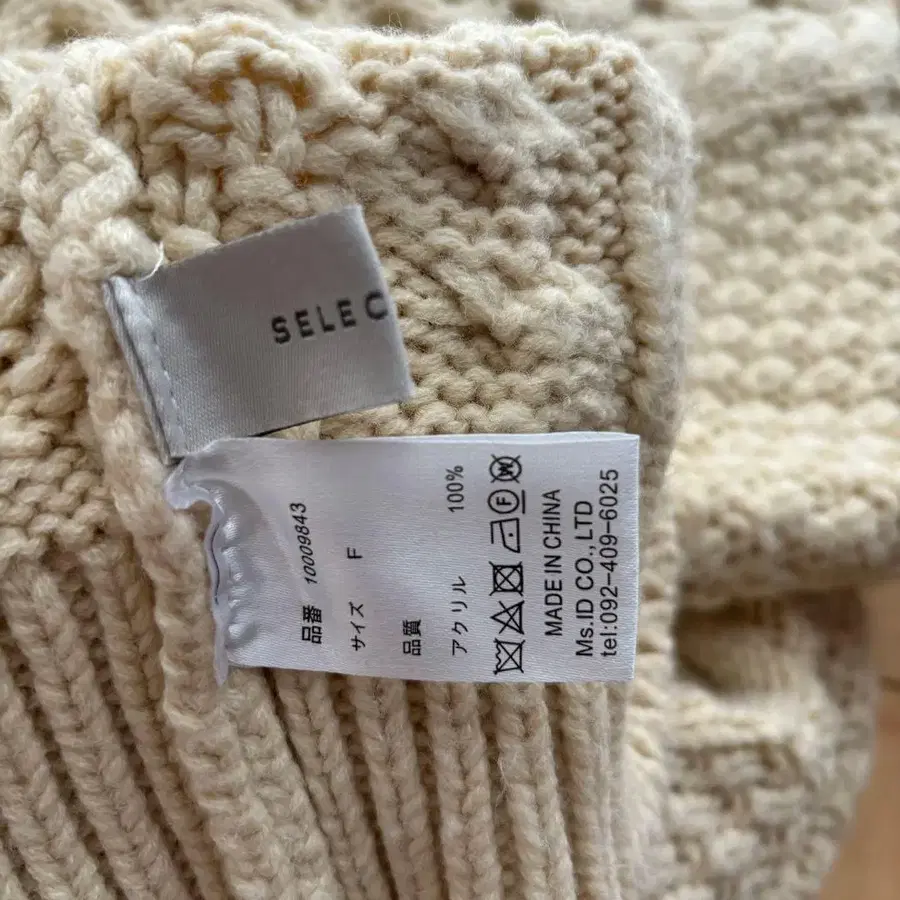 SELEC
品番 10009843
サイズ F
品質
アクリル 100%
MADE IN CHINA
Ms.ID CO.,LTD
tel:092-409-6025